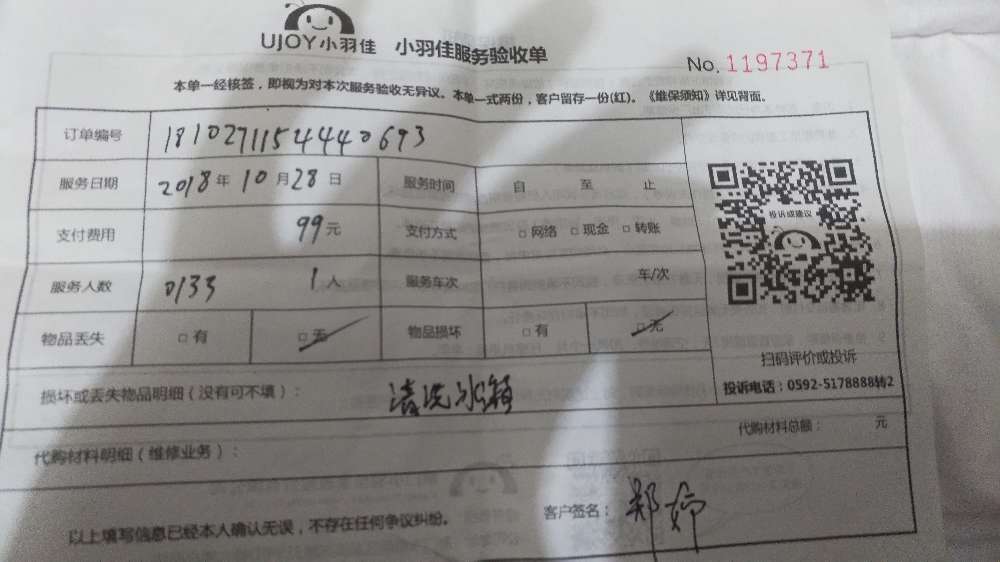 UJOY小羽佳 小羽佳服务验收单
No. 1197371
本单一经核签，即视为对本次服务验收无异议。本单一式两份，客户留存一份(红)。《维保须知》详见背面。
订单编号 1810271154440693
服务日期 2018年10月28日 服务时间 自 至 止
支付费用 99元 支付方式 □网络 □现金 □转账
服务人数 0133 1人 服务车次 车/次
物品丢失 □有 □无 物品损坏 □有 □无
投诉或建议
扫码评价或投诉
投诉电话：0592-5178888转2
损坏或丢失物品明细（没有可不填）： 清洗冰箱
代购材料总额： 元
代购材料明细（维修业务）：
以上填写信息已经本人确认无误，不存在任何争议纠纷。 客户签名：郑婷